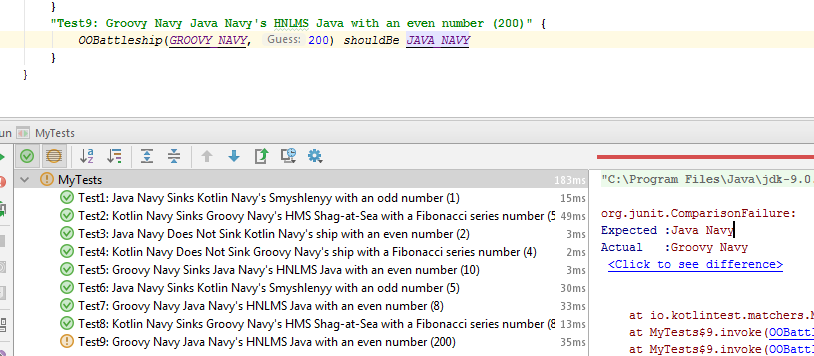 }
"Test9: Groovy Navy Java Navy's HNLMS Java with an even number (200)" {
OOBattleship(GROOVY_NAVY, Guess: 200) shouldBe JAVA_NAVY
}
}
un MyTests
MyTests 183ms
Test1: Java Navy Sinks Kotlin Navy's Smyshlenyy with an odd number (1) 15ms
Test2: Kotlin Navy Sinks Groovy Navy's HMS Shag-at-Sea with a Fibonacci series number (5 49ms
Test3: Java Navy Does Not Sink Kotlin Navy's ship with an even number (2) 3ms
Test4: Kotlin Navy Does Not Sink Groovy Navy's ship with a Fibonacci series number (4) 2ms
Test5: Groovy Navy Sinks Java Navy's HNLMS Java with an even number (10) 3ms
Test6: Java Navy Sinks Kotlin Navy's Smyshlenyy with an odd number (5) 30ms
Test7: Groovy Navy Java Navy's HNLMS Java with an even number (8) 33ms
Test8: Kotlin Navy Sinks Groovy Navy's HMS Shag-at-Sea with a Fibonacci series number (8 13ms
Test9: Groovy Navy Java Navy's HNLMS Java with an even number (200) 35ms
"C:\Program Files\Java\jdk-9.0.
org.junit.ComparisonFailure:
Expected :Java Navy
Actual :Groovy Navy
<Click to see difference>
at io.kotlintest.matchers.M
at MyTests$9.invoke(OOBattl
at MyTests$9.invoke(OOBattl